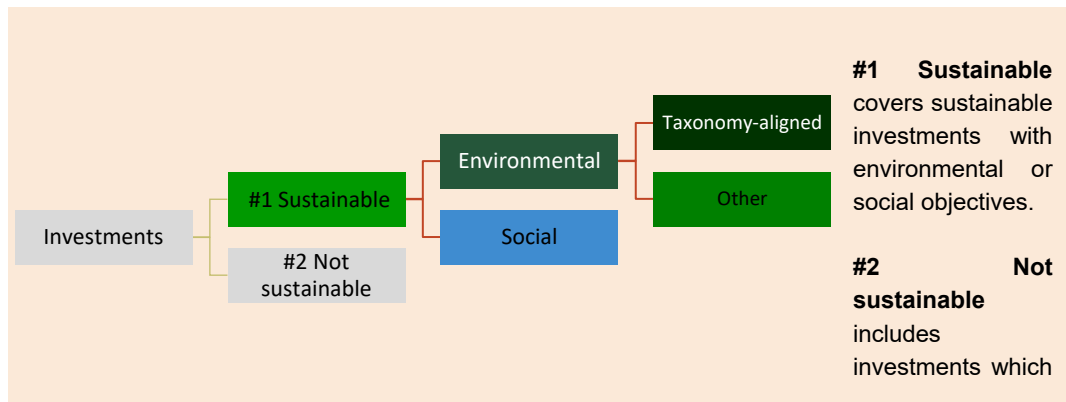 Investments
#1 Sustainable
#2 Not
sustainable
Environmental
Social
Taxonomy-aligned
Other
#1 Sustainable
covers sustainable
investments with
environmental or
social objectives.
#2 Not
sustainable
includes
investments which